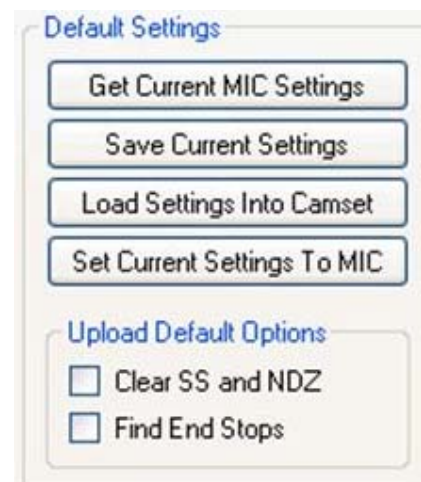 Default Settings
Get Current MIC Settings
Save Current Settings
Load Settings Into Camset
Set Current Settings To MIC
Upload Default Options
Clear SS and NDZ
Find End Stops